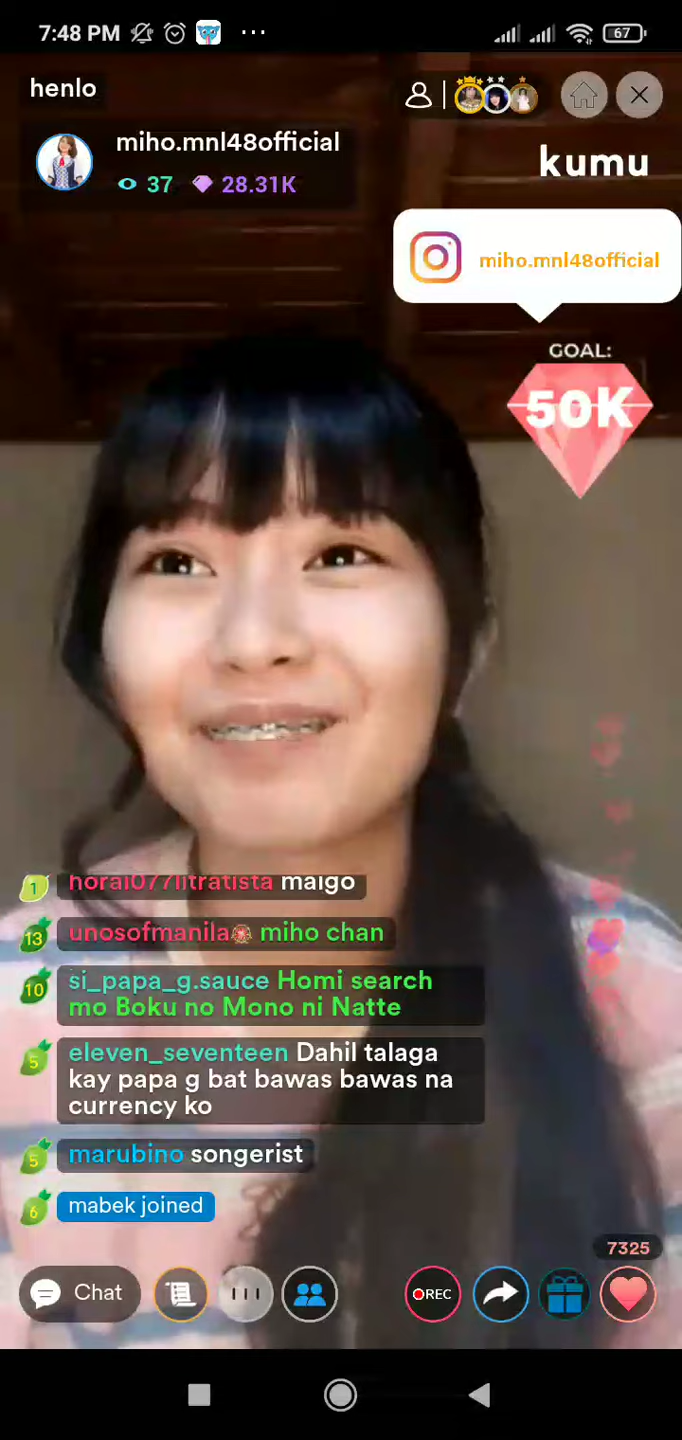 7:48 PM
67
henlo
miho.mnl48official
37 28.31K
kumu
miho.mnl48official
GOAL:
50K
1 horai077litratista maigo
13 unosofmanila miho chan
10 si_papa_g.sauce Homi search
mo Boku no Mono ni Natte
5 eleven_seventeen Dahil talaga
kay papa g bat bawas bawas na
currency ko
5 marubino songerist
6 mabek joined
7325
Chat
REC